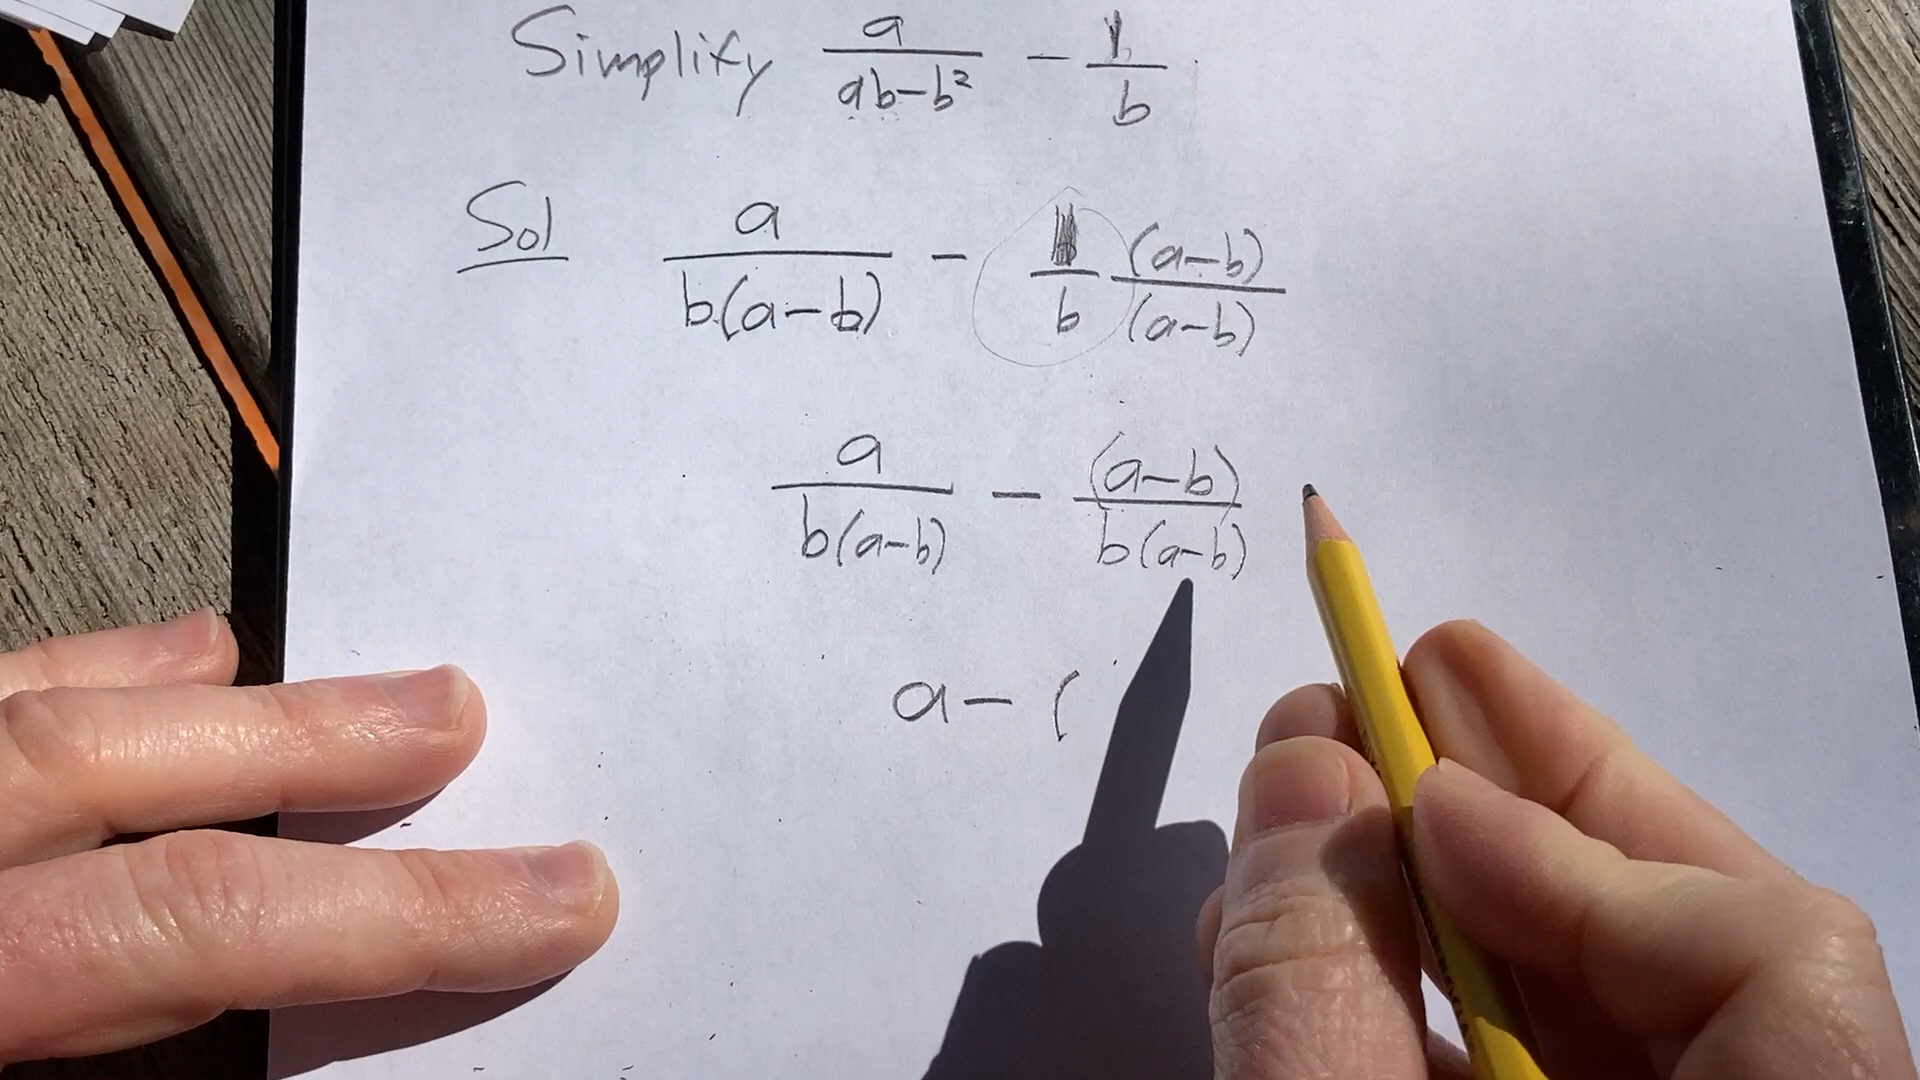 Simplify a/(ab-b²) - 1/b
Sol a/(b(a-b)) - 1/b (a-b)/(a-b)
a/(b(a-b)) - (a-b)/(b(a-b))
a - (